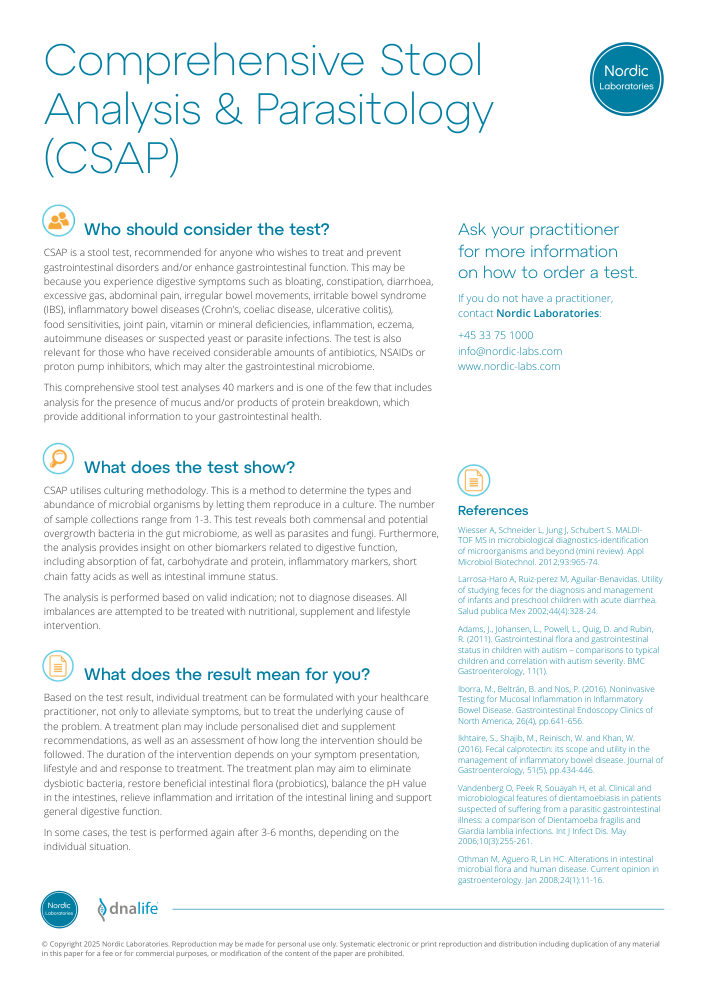 Comprehensive Stool
Analysis & Parasitology
(CSAP)
Nordic
Laboratories
Who should consider the test?
CSAP is a stool test, recommended for anyone who wishes to treat and prevent
gastrointestinal disorders and/or enhance gastrointestinal function. This may be
because you experience digestive symptoms such as bloating, constipation, diarrhoea,
excessive gas, abdominal pain, irregular bowel movements, irritable bowel syndrome
(IBS), inflammatory bowel diseases (Crohn's, coeliac disease, ulcerative colitis),
food sensitivities, joint pain, vitamin or mineral deficiencies, inflammation, eczema,
autoimmune diseases or suspected yeast or parasite infections. The test is also
relevant for those who have received considerable amounts of antibiotics, NSAIDs or
proton pump inhibitors, which may alter the gastrointestinal microbiome.
This comprehensive stool test analyses 40 markers and is one of the few that includes
analysis for the presence of mucus and/or products of protein breakdown, which
provide additional information to your gastrointestinal health.
What does the test show?
CSAP utilises culturing methodology. This is a method to determine the types and
abundance of microbial organisms by letting them reproduce in a culture. The number
of sample collections range from 1-3. This test reveals both commensal and potential
overgrowth bacteria in the gut microbiome, as well as parasites and fungi. Furthermore,
the analysis provides insight on other biomarkers related to digestive function,
including absorption of fat, carbohydrate and protein, inflammatory markers, short
chain fatty acids as well as intestinal immune status.
The analysis is performed based on valid indication; not to diagnose diseases. All
imbalances are attempted to be treated with nutritional, supplement and lifestyle
intervention.
What does the result mean for you?
Based on the test result, individual treatment can be formulated with your healthcare
practitioner, not only to alleviate symptoms, but to treat the underlying cause of
the problem. A treatment plan may include personalised diet and supplement
recommendations, as well as an assessment of how long the intervention should be
followed. The duration of the intervention depends on your symptom presentation,
lifestyle and and response to treatment. The treatment plan may aim to eliminate
dysbiotic bacteria, restore beneficial intestinal flora (probiotics), balance the pH value
in the intestines, relieve inflammation and irritation of the intestinal lining and support
general digestive function.
In some cases, the test is performed again after 3-6 months, depending on the
individual situation.
Ask your practitioner
for more information
on how to order a test.
If you do not have a practitioner,
contact Nordic Laboratories:
+45 33 75 1000
info@nordic-labs.com
www.nordic-labs.com
References
Wiesser A, Schneider L, Jung J, Schubert S. MALDI-
TOF MS in microbiological diagnostics-identification
of microorganisms and beyond (mini review). Appl
Microbiol Biotechnol. 2012;93:965-74.
Larrosa-Haro A, Ruiz-perez M, Aguilar-Benavidas. Utility
of studying feces for the diagnosis and management
of infants and preschool children with acute diarrhea.
Salud publica Mex 2002;44(4):328-24.
Adams, J., Johansen, L., Powell, L., Quig, D. and Rubin,
R. (2011). Gastrointestinal flora and gastrointestinal
status in children with autism – comparisons to typical
children and correlation with autism severity. BMC
Gastroenterology, 11(1).
Iborra, M., Beltrán, B. and Nos, P. (2016). Noninvasive
Testing for Mucosal Inflammation in Inflammatory
Bowel Disease. Gastrointestinal Endoscopy Clinics of
North America, 26(4), pp.641-656.
Ikhtaire, S., Shajib, M., Reinisch, W. and Khan, W.
(2016). Fecal calprotectin: its scope and utility in the
management of inflammatory bowel disease. Journal of
Gastroenterology, 51(5), pp.434-446.
Vandenberg O, Peek R, Souayah H, et al. Clinical and
microbiological features of dientamoebiasis in patients
suspected of suffering from a parasitic gastrointestinal
illness: a comparison of Dientamoeba fragilis and
Giardia lamblia infections. Int J Infect Dis. May
2006;10(3):255-261.
Othman M, Aguero R, Lin HC. Alterations in intestinal
microbial flora and human disease. Current opinion in
gastroenterology. Jan 2008;24(1):11-16.
Nordic
Laboratories
dnalife
© Copyright 2025 Nordic Laboratories. Reproduction may be made for personal use only. Systematic electronic or print reproduction and distribution including duplication of any material
in this paper for a fee or for commercial purposes, or modification of the content of the paper are prohibited.